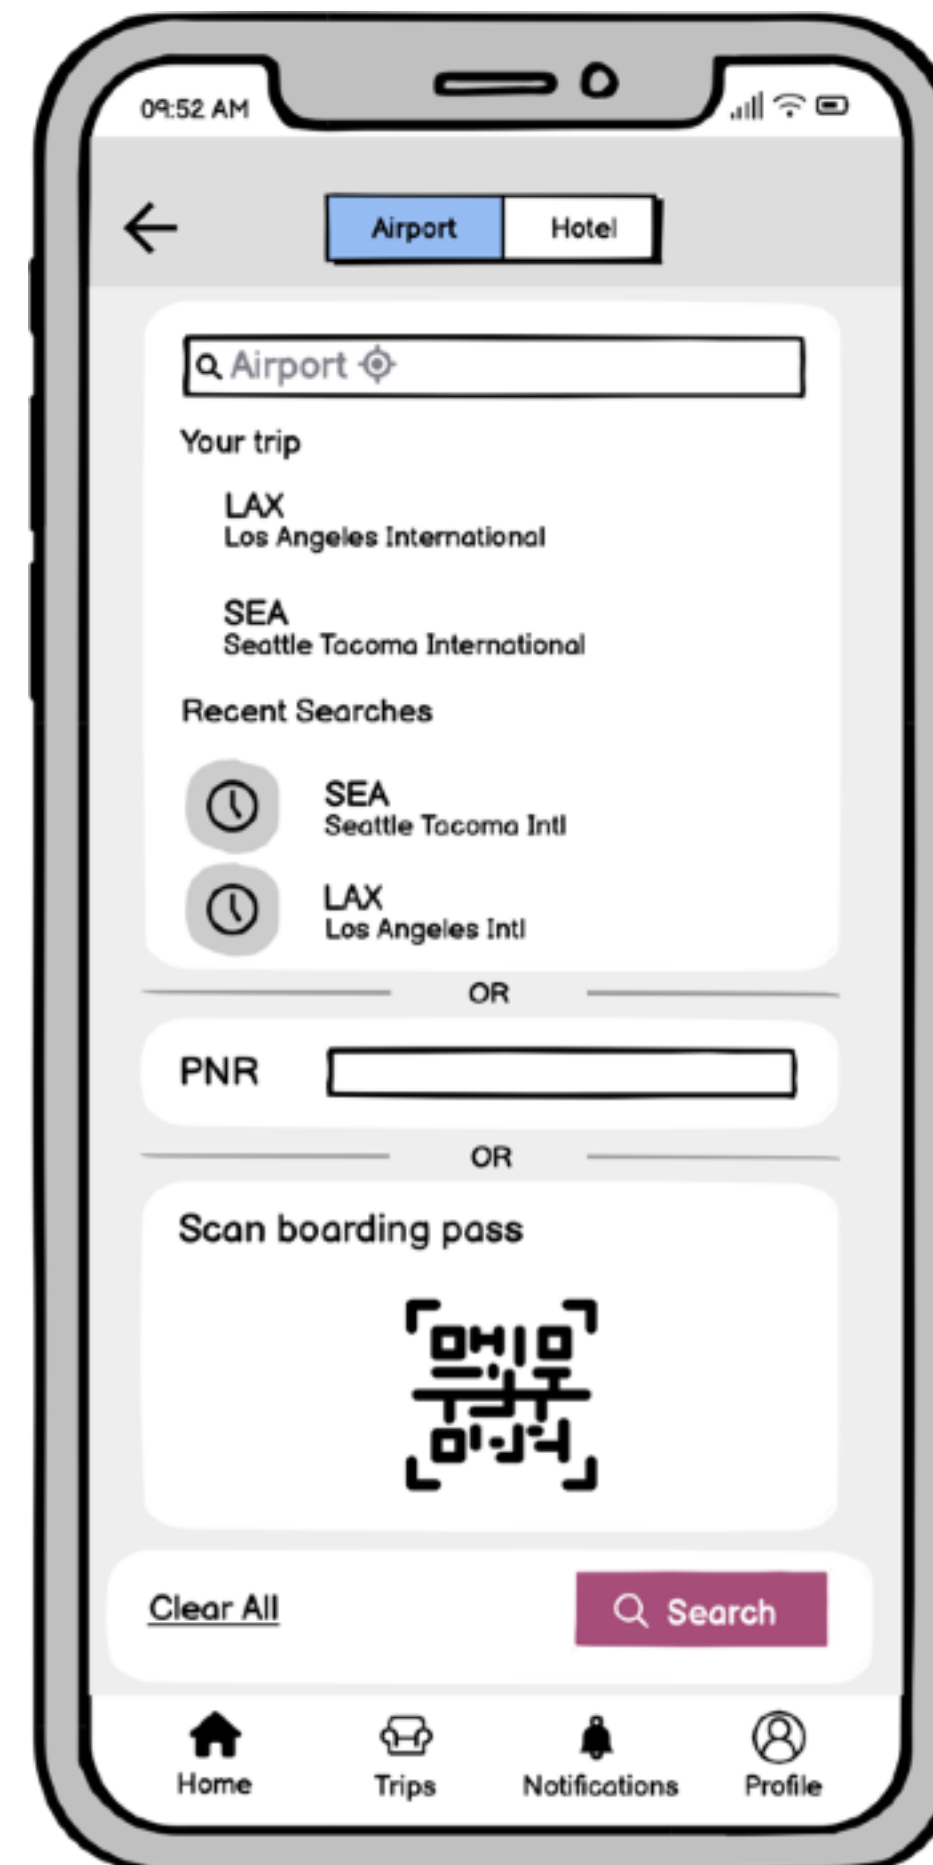 09:52 AM
Airport Hotel
Airport
Your trip
LAX
Los Angeles International
SEA
Seattle Tacoma International
Recent Searches
SEA
Seattle Tacoma Intl
LAX
Los Angeles Intl
OR
PNR
OR
Scan boarding pass
Clear All Search
Home Trips Notifications Profile